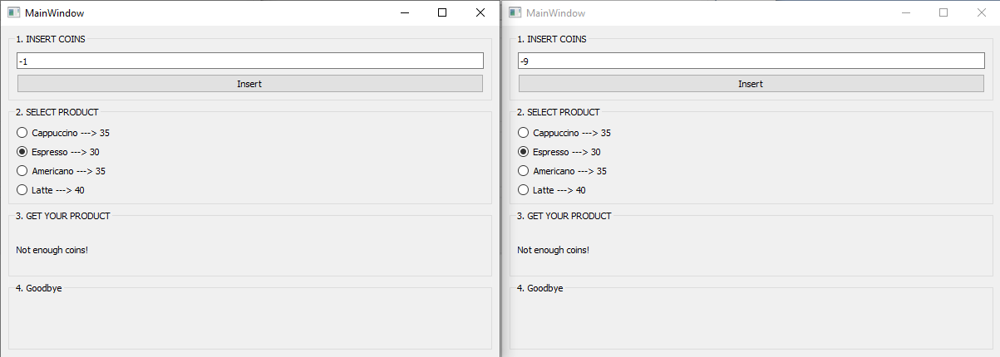 MainWindow
1. INSERT COINS
-1
Insert
2. SELECT PRODUCT
Cappuccino ---> 35
Espresso ---> 30
Americano ---> 35
Latte ---> 40
3. GET YOUR PRODUCT
Not enough coins!
4. Goodbye
MainWindow
1. INSERT COINS
-9
Insert
2. SELECT PRODUCT
Cappuccino ---> 35
Espresso ---> 30
Americano ---> 35
Latte ---> 40
3. GET YOUR PRODUCT
Not enough coins!
4. Goodbye